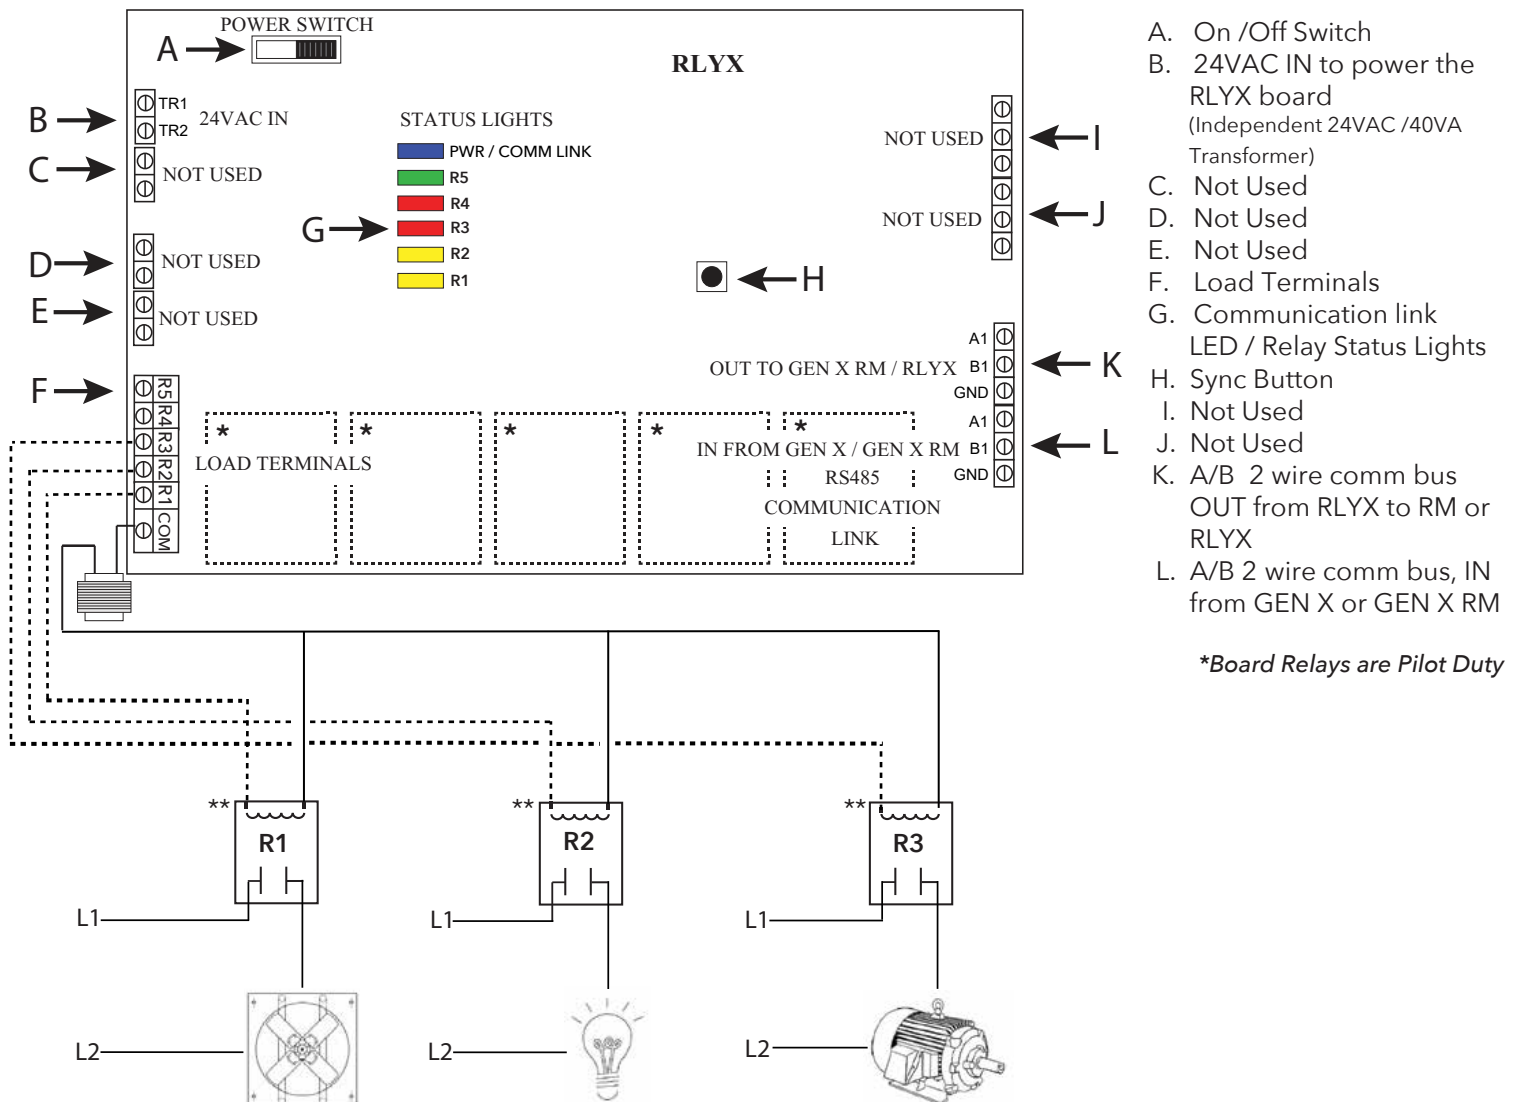 POWER SWITCH
A
RLYX
B
TR1
TR2
24VAC IN
C
NOT USED
STATUS LIGHTS
PWR / COMM LINK
R5
R4
R3
R2
R1
G
NOT USED
I
NOT USED
J
D
NOT USED
E
NOT USED
H
A1
OUT TO GEN X RM / RLYX B1
GND
K
F
R5
R4
R3
R2
R1
COM
*
*
*
*
*
LOAD TERMINALS
A1
IN FROM GEN X / GEN X RM B1
GND
L
RS485
COMMUNICATION
LINK
**
R1
**
R2
**
R3
L1
L1
L1
L2
L2
L2
A. On /Off Switch
B. 24VAC IN to power the
RLYX board
(Independent 24VAC /40VA
Transformer)
C. Not Used
D. Not Used
E. Not Used
F. Load Terminals
G. Communication link
LED / Relay Status Lights
H. Sync Button
I. Not Used
J. Not Used
K. A/B 2 wire comm bus
OUT from RLYX to RM or
RLYX
L. A/B 2 wire comm bus, IN
from GEN X or GEN X RM
*Board Relays are Pilot Duty